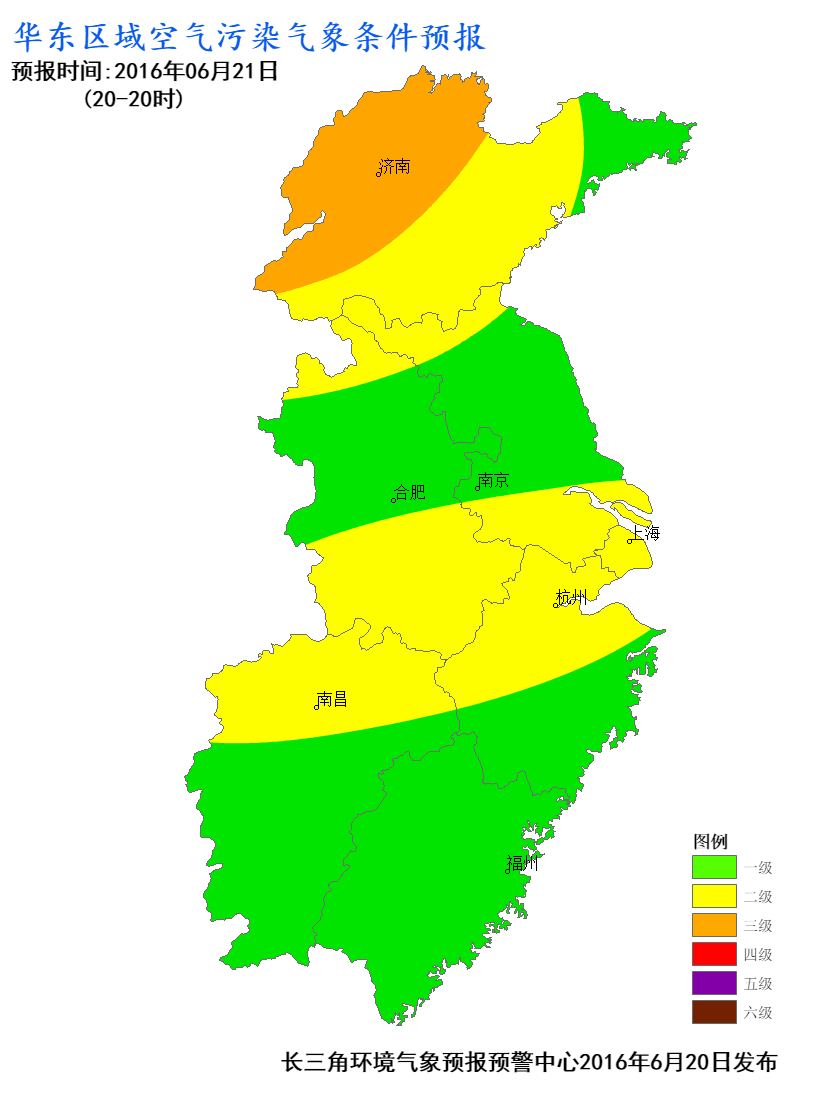 华东区域空气污染气象条件预报
预报时间:2016年06月21日
(20-20时)
济南
南京
合肥
上海
杭州
南昌
福州
图例
一级
二级
三级
四级
五级
六级
长三角环境气象预报预警中心2016年6月20日发布